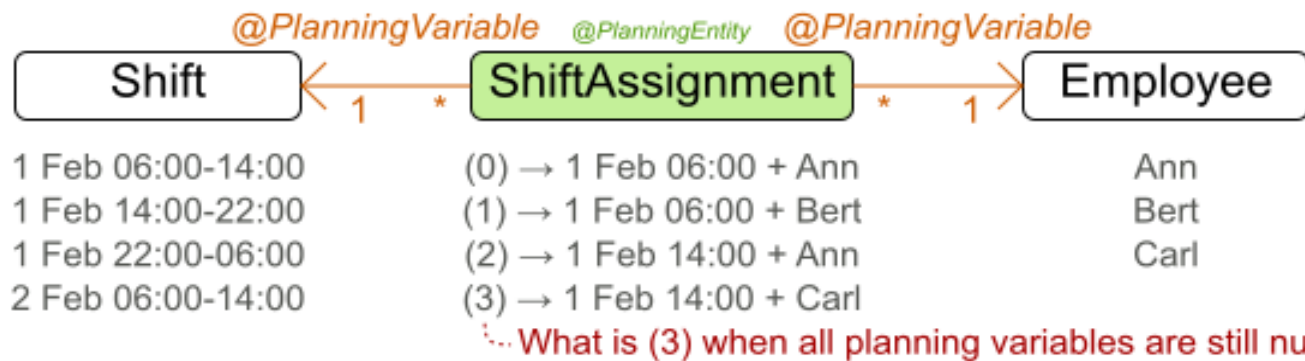 @PlanningVariable @PlanningEntity @PlanningVariable
Shift ShiftAssignment Employee
1 * * 1
1 Feb 06:00-14:00 (0) → 1 Feb 06:00 + Ann Ann
1 Feb 14:00-22:00 (1) → 1 Feb 06:00 + Bert Bert
1 Feb 22:00-06:00 (2) → 1 Feb 14:00 + Ann Carl
2 Feb 06:00-14:00 (3) → 1 Feb 14:00 + Carl
What is (3) when all planning variables are still